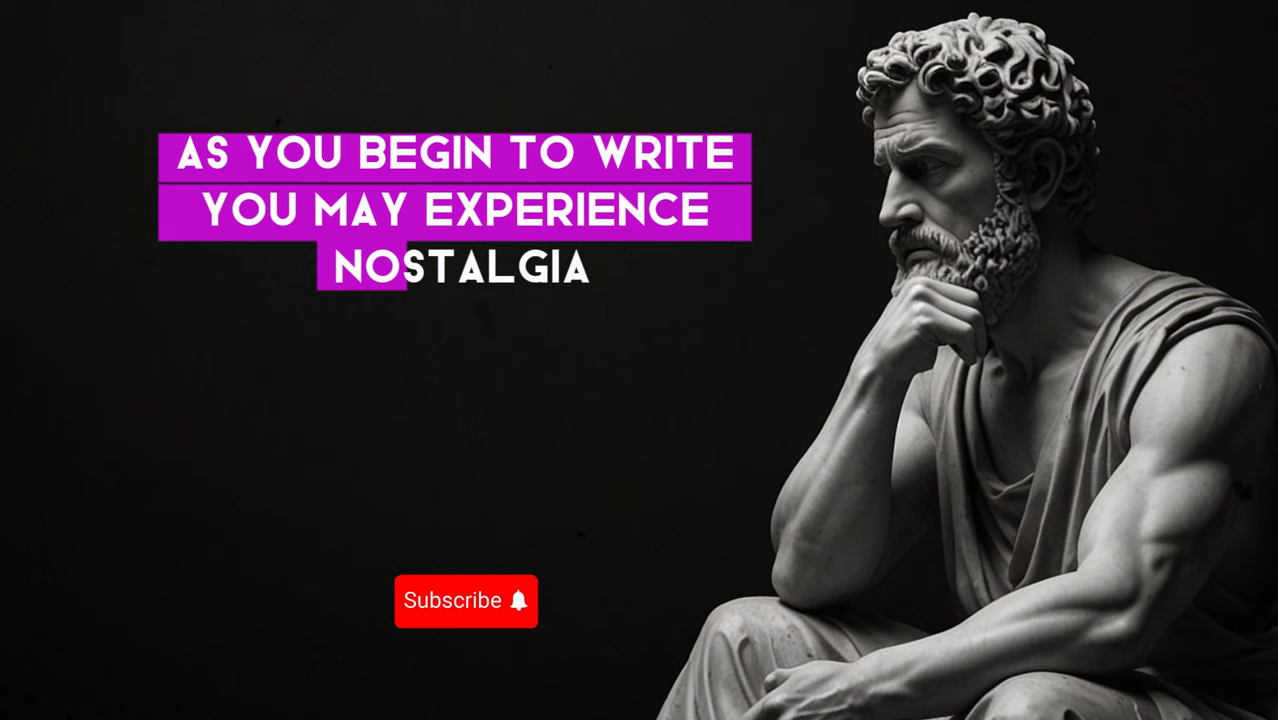 AS YOU BEGIN TO WRITE
YOU MAY EXPERIENCE
NOSTALGIA
Subscribe